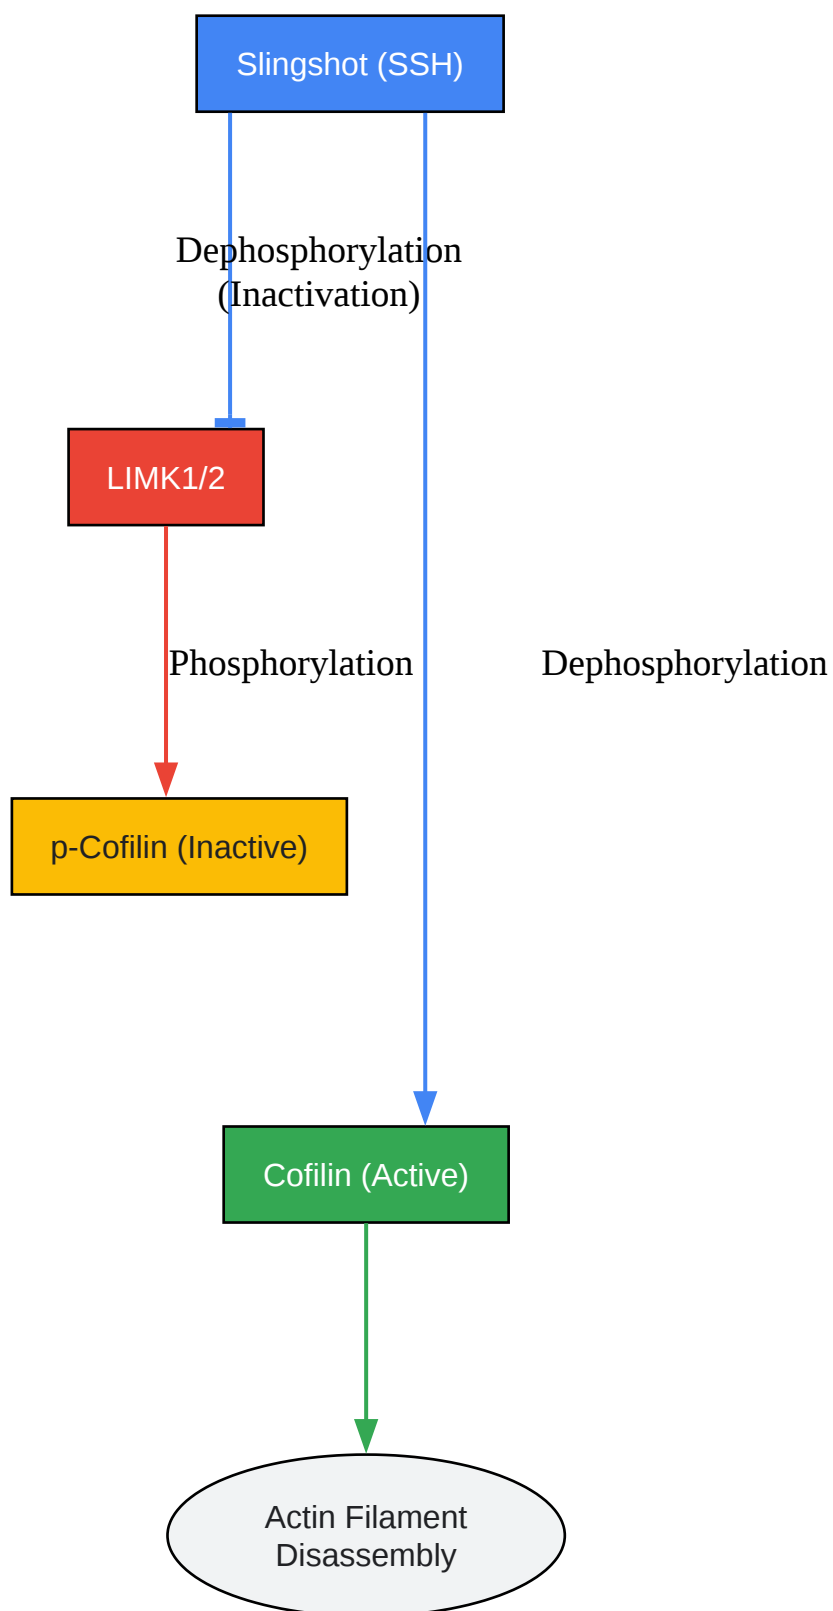 Slingshot (SSH)
Dephosphorylation
(Inactivation)
LIMK1/2
Phosphorylation
Dephosphorylation
p-Cofilin (Inactive)
Cofilin (Active)
Actin Filament
Disassembly